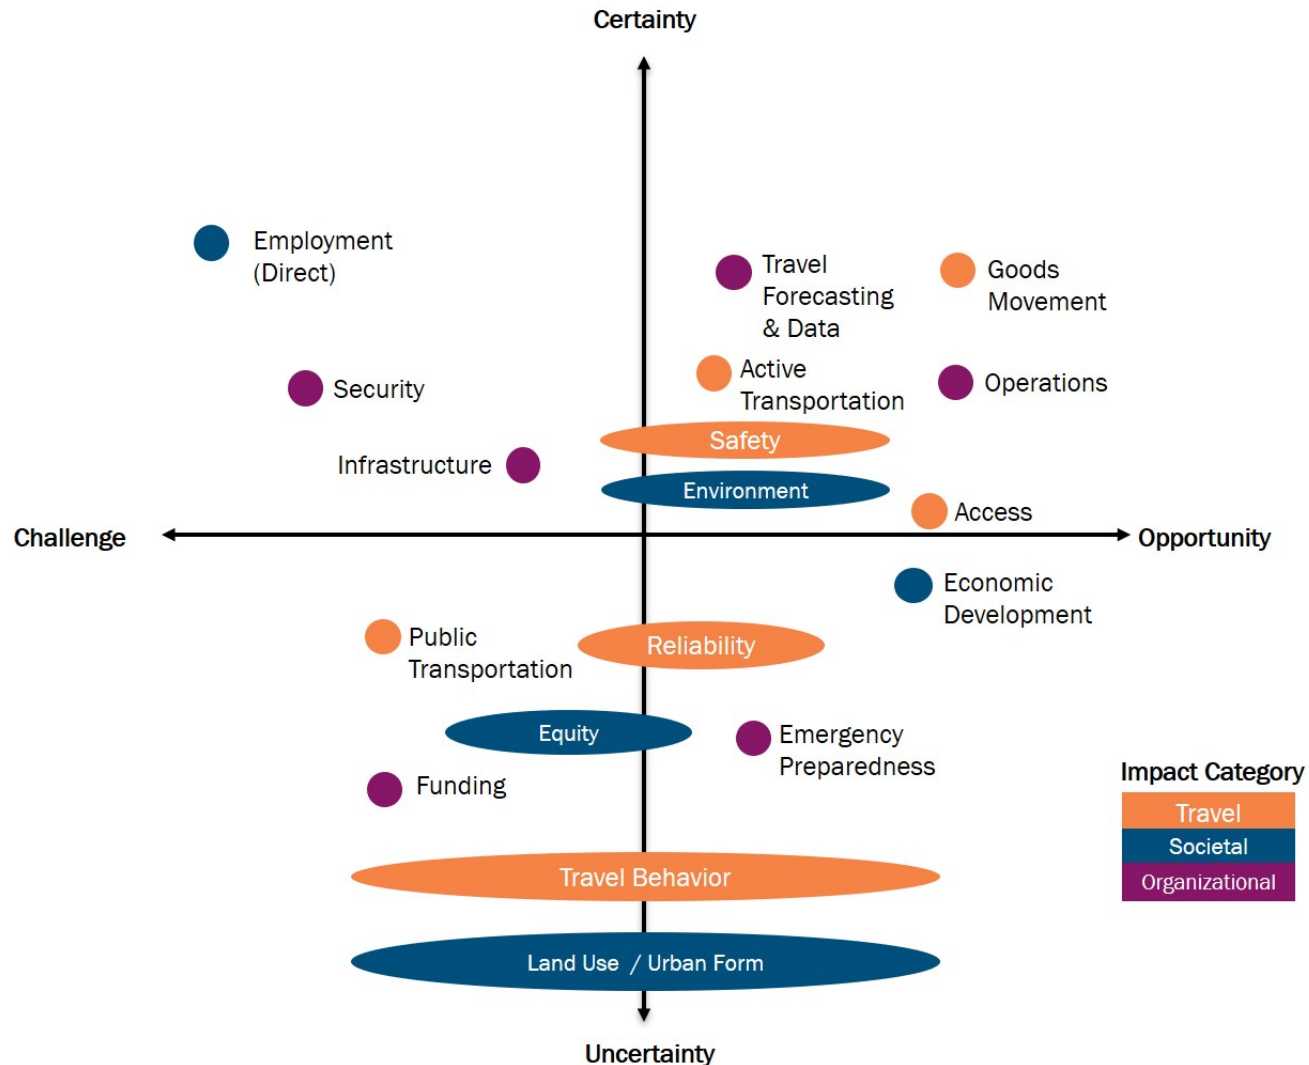 Certainty
Employment
(Direct)
Travel
Forecasting
& Data
Goods
Movement
Active
Transportation
Operations
Security
Safety
Infrastructure
Environment
Access
Challenge
Opportunity
Economic
Development
Public
Transportation
Reliability
Equity
Emergency
Preparedness
Funding
Travel Behavior
Land Use / Urban Form
Uncertainty
Impact Category
Travel
Societal
Organizational